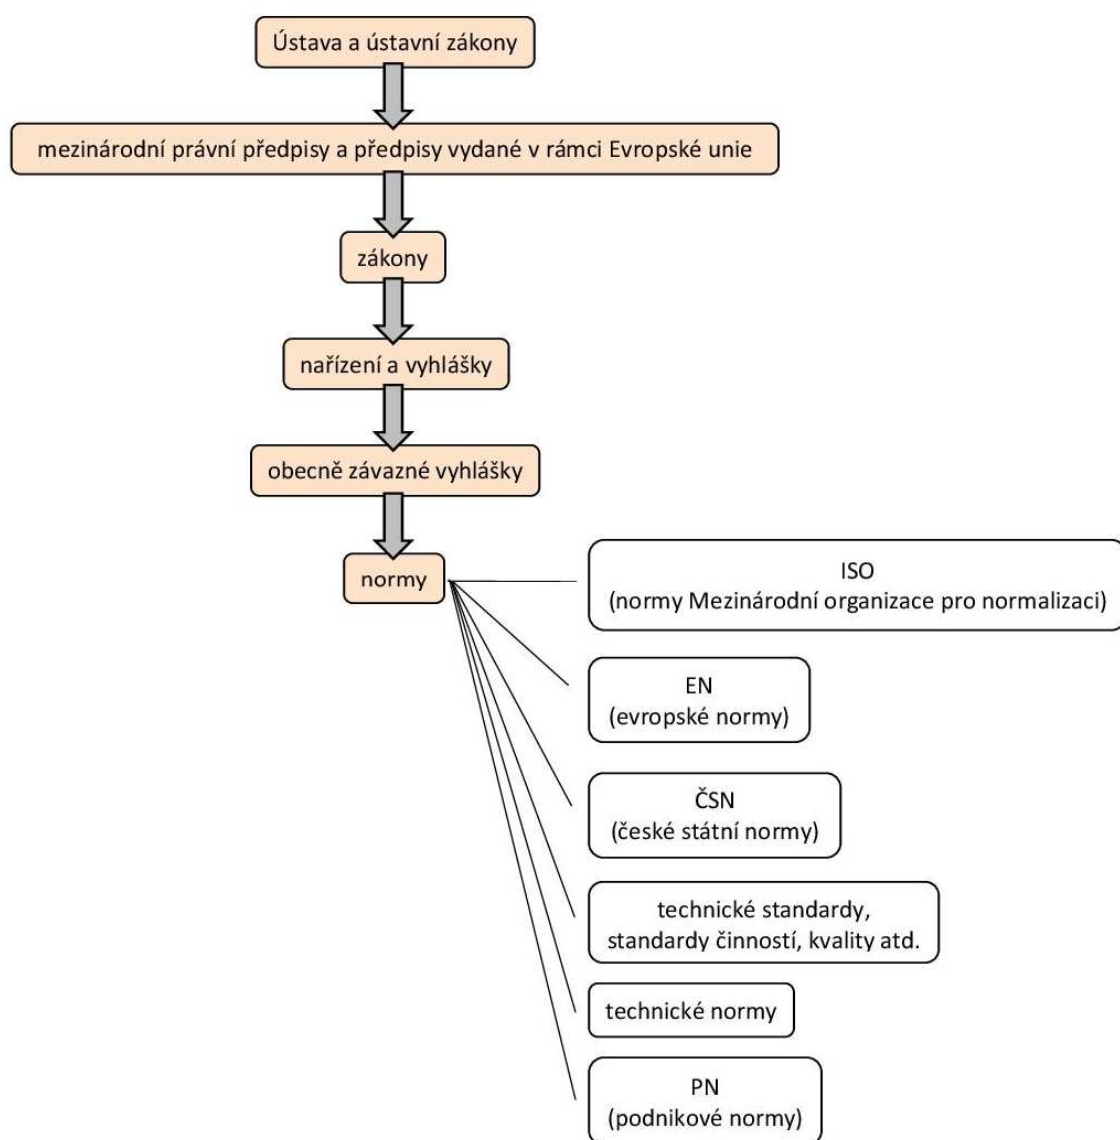 Ústava a ústavní zákony
mezinárodní právní předpisy a předpisy vydané v rámci Evropské unie
zákony
nařízení a vyhlášky
obecně závazné vyhlášky
normy
ISO
(normy Mezinárodní organizace pro normalizaci)
EN
(evropské normy)
ČSN
(české státní normy)
technické standardy,
standardy činností, kvality atd.
technické normy
PN
(podnikové normy)